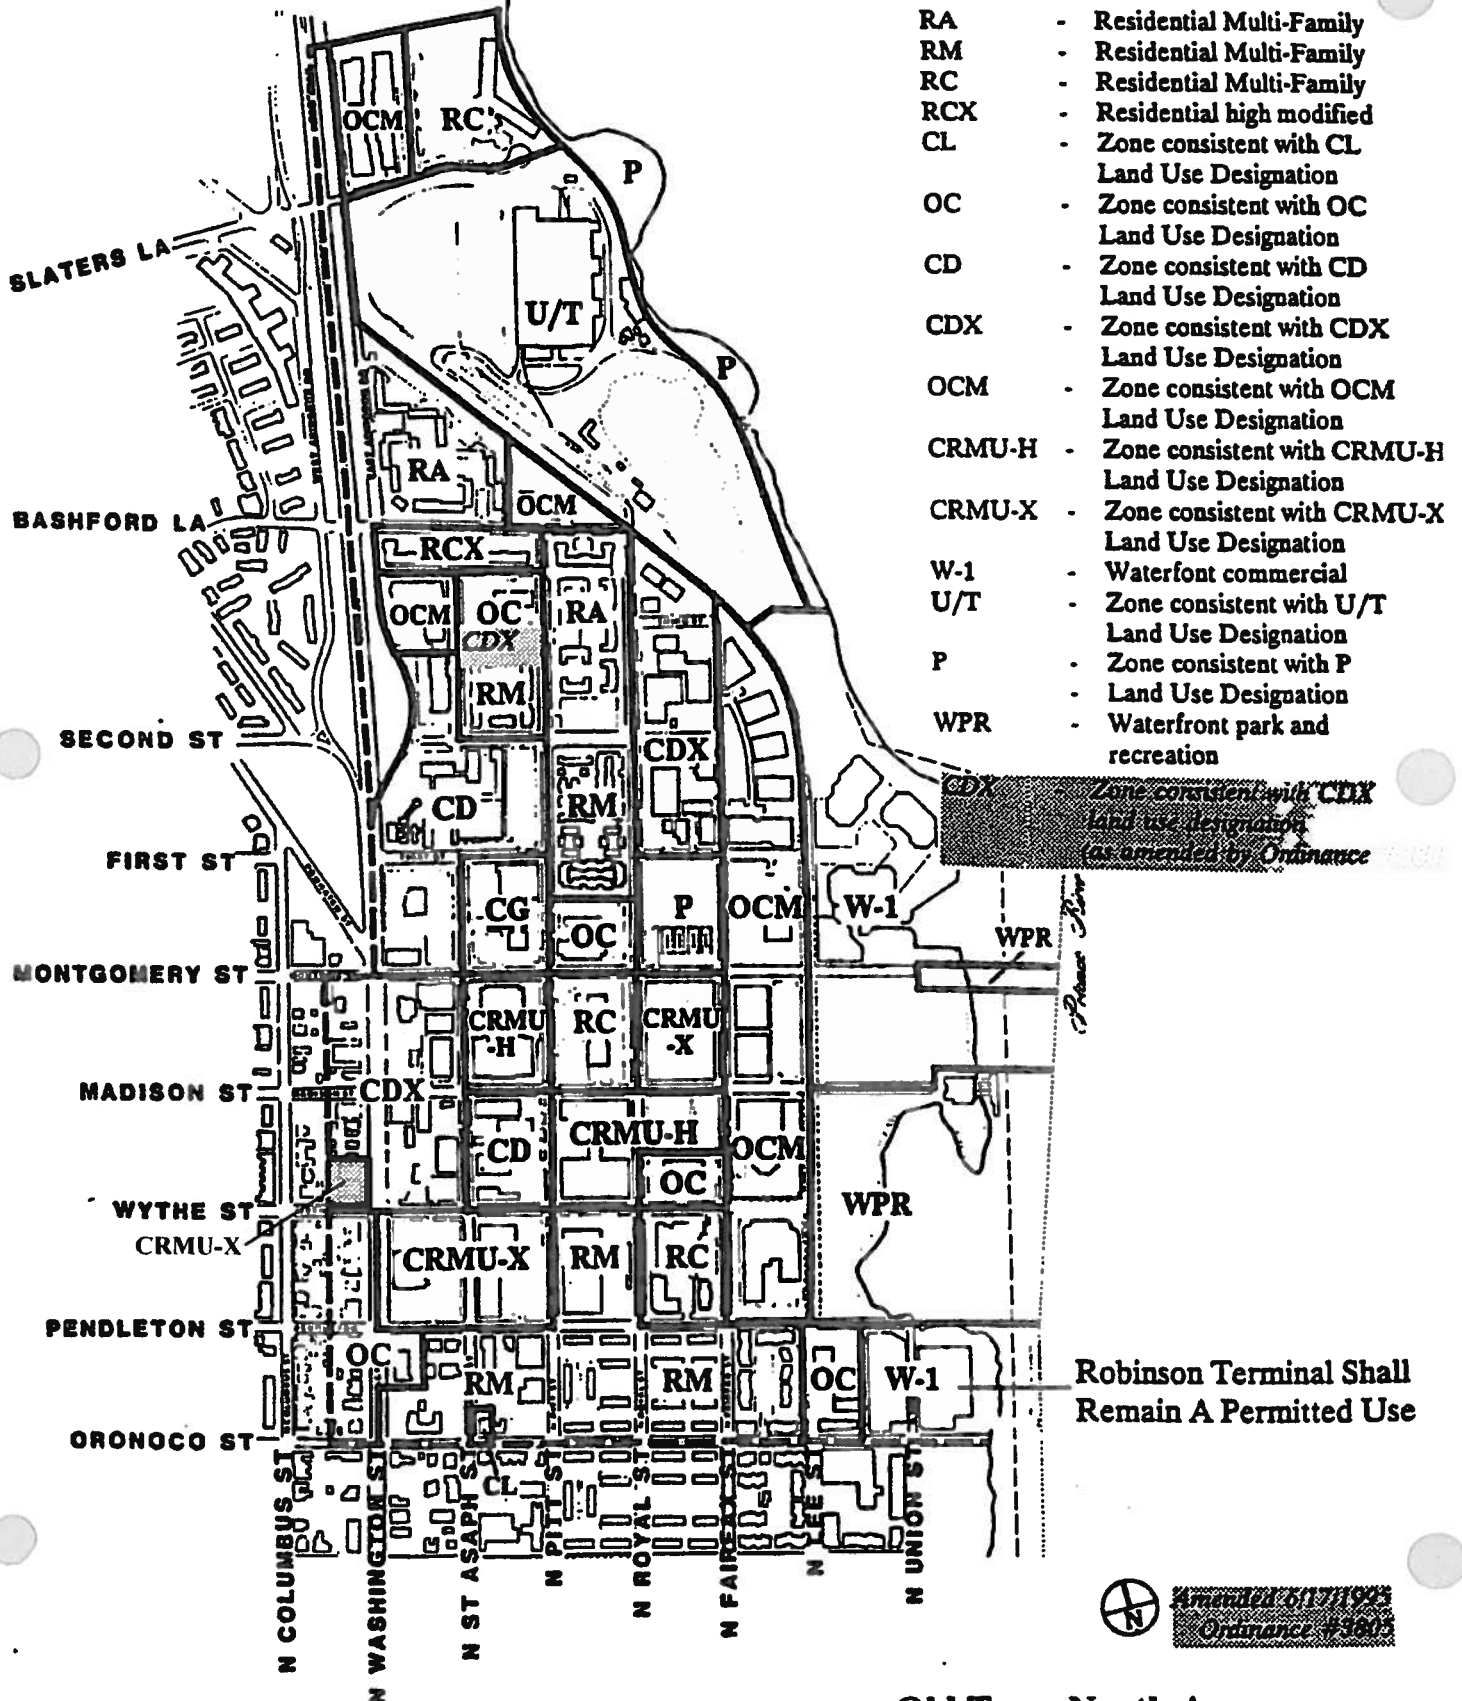 RA - Residential Multi-Family
RM - Residential Multi-Family
RC - Residential Multi-Family
RCX - Residential high modified
CL - Zone consistent with CL
Land Use Designation
OC - Zone consistent with OC
Land Use Designation
CD - Zone consistent with CD
Land Use Designation
CDX - Zone consistent with CDX
Land Use Designation
OCM - Zone consistent with OCM
Land Use Designation
CRMU-H - Zone consistent with CRMU-H
Land Use Designation
CRMU-X - Zone consistent with CRMU-X
Land Use Designation
W-1 - Waterfont commercial
U/T - Zone consistent with U/T
Land Use Designation
P - Zone consistent with P
- Land Use Designation
WPR - Waterfront park and
recreation
CDX - Zone consistent with CDX
land use designation
(as amended by Ordinance
OCM
RC
P
SLATERS LA
U/T
P
RA
OCM
BASHFORD LA
RCX
OCM
OC
RA
CDX
RM
SECOND ST
CDX
CD
RM
FIRST ST
CG
OC
P
OCM
W-1
WPR
MONTGOMERY ST
CRMU
-H
RC
CRMU
-X
MADISON ST
CDX
CD
CRMU-H
OCM
OC
WPR
WYTHE ST
CRMU-X
CRMU-X
RM
RC
PENDLETON ST
OC
RM
RM
OC
W-1
Robinson Terminal Shall
Remain A Permitted Use
ORONOCO ST
CL
N COLUMBUS ST
N WASHINGTON ST
N ST ASAPH ST
N PITT ST
N ROYAL ST
N FAIRFAX ST
N LEE ST
N UNION ST
N
Amended 6/17/1995
Ordinance #3805